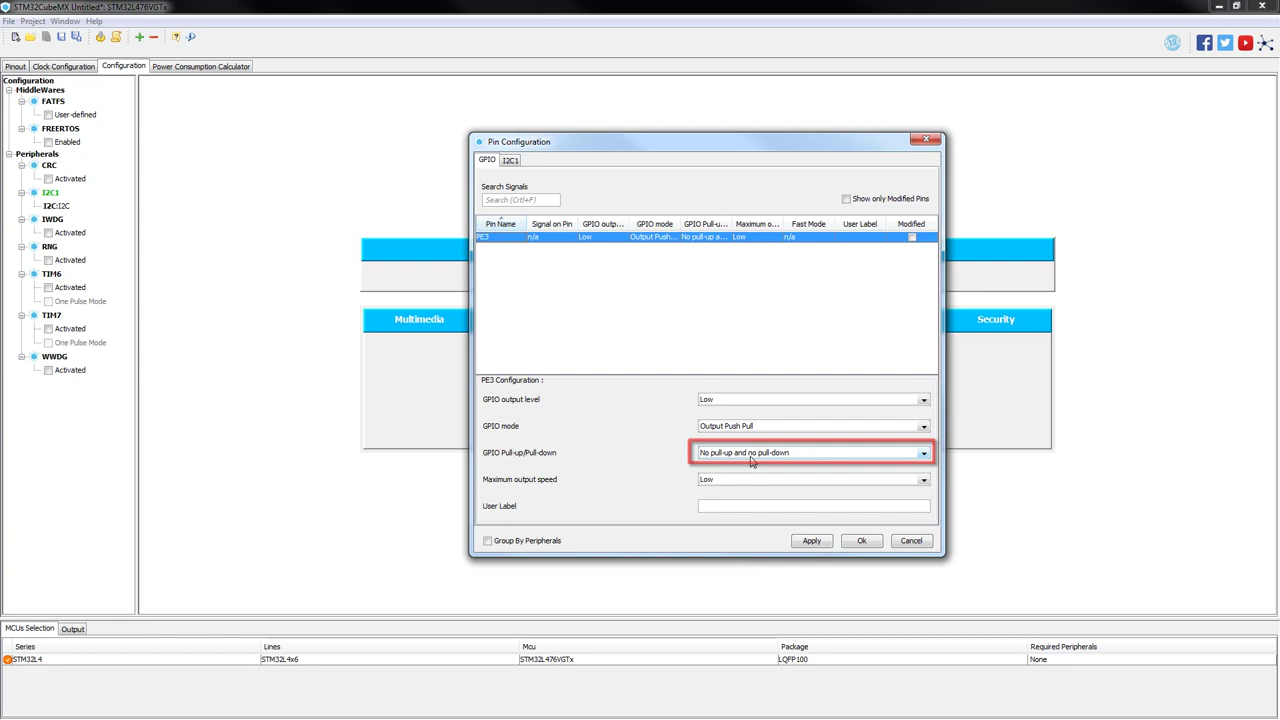 STM32CubeMX Untitled*: STM32L476VGTx
File Project Window Help
Pinout Clock Configuration Configuration Power Consumption Calculator
Configuration
MiddleWares
FATFS
User-defined
FREERTOS
Enabled
Peripherals
CRC
Activated
I2C1
I2C:I2C
IWDG
Activated
RNG
Activated
TIM6
Activated
One Pulse Mode
TIM7
Activated
One Pulse Mode
WWDG
Activated
Multimedia
Security
Pin Configuration
GPIO I2C1
Search Signals
Search (CrtI+F)
Show only Modified Pins
Pin Name Signal on Pin GPIO outp... GPIO mode GPIO Pull-u... Maximum o... Fast Mode User Label Modified
PE3 n/a Low Output Push... No pull-up a... Low n/a
PE3 Configuration :
GPIO output level Low
GPIO mode Output Push Pull
GPIO Pull-up/Pull-down No pull-up and no pull-down
Maximum output speed Low
User Label
Group By Peripherals Apply Ok Cancel
MCUs Selection Output
Series Lines Mcu Package Required Peripherals
STM32L4 STM32L4x6 STM32L476VGTx LQFP100 None